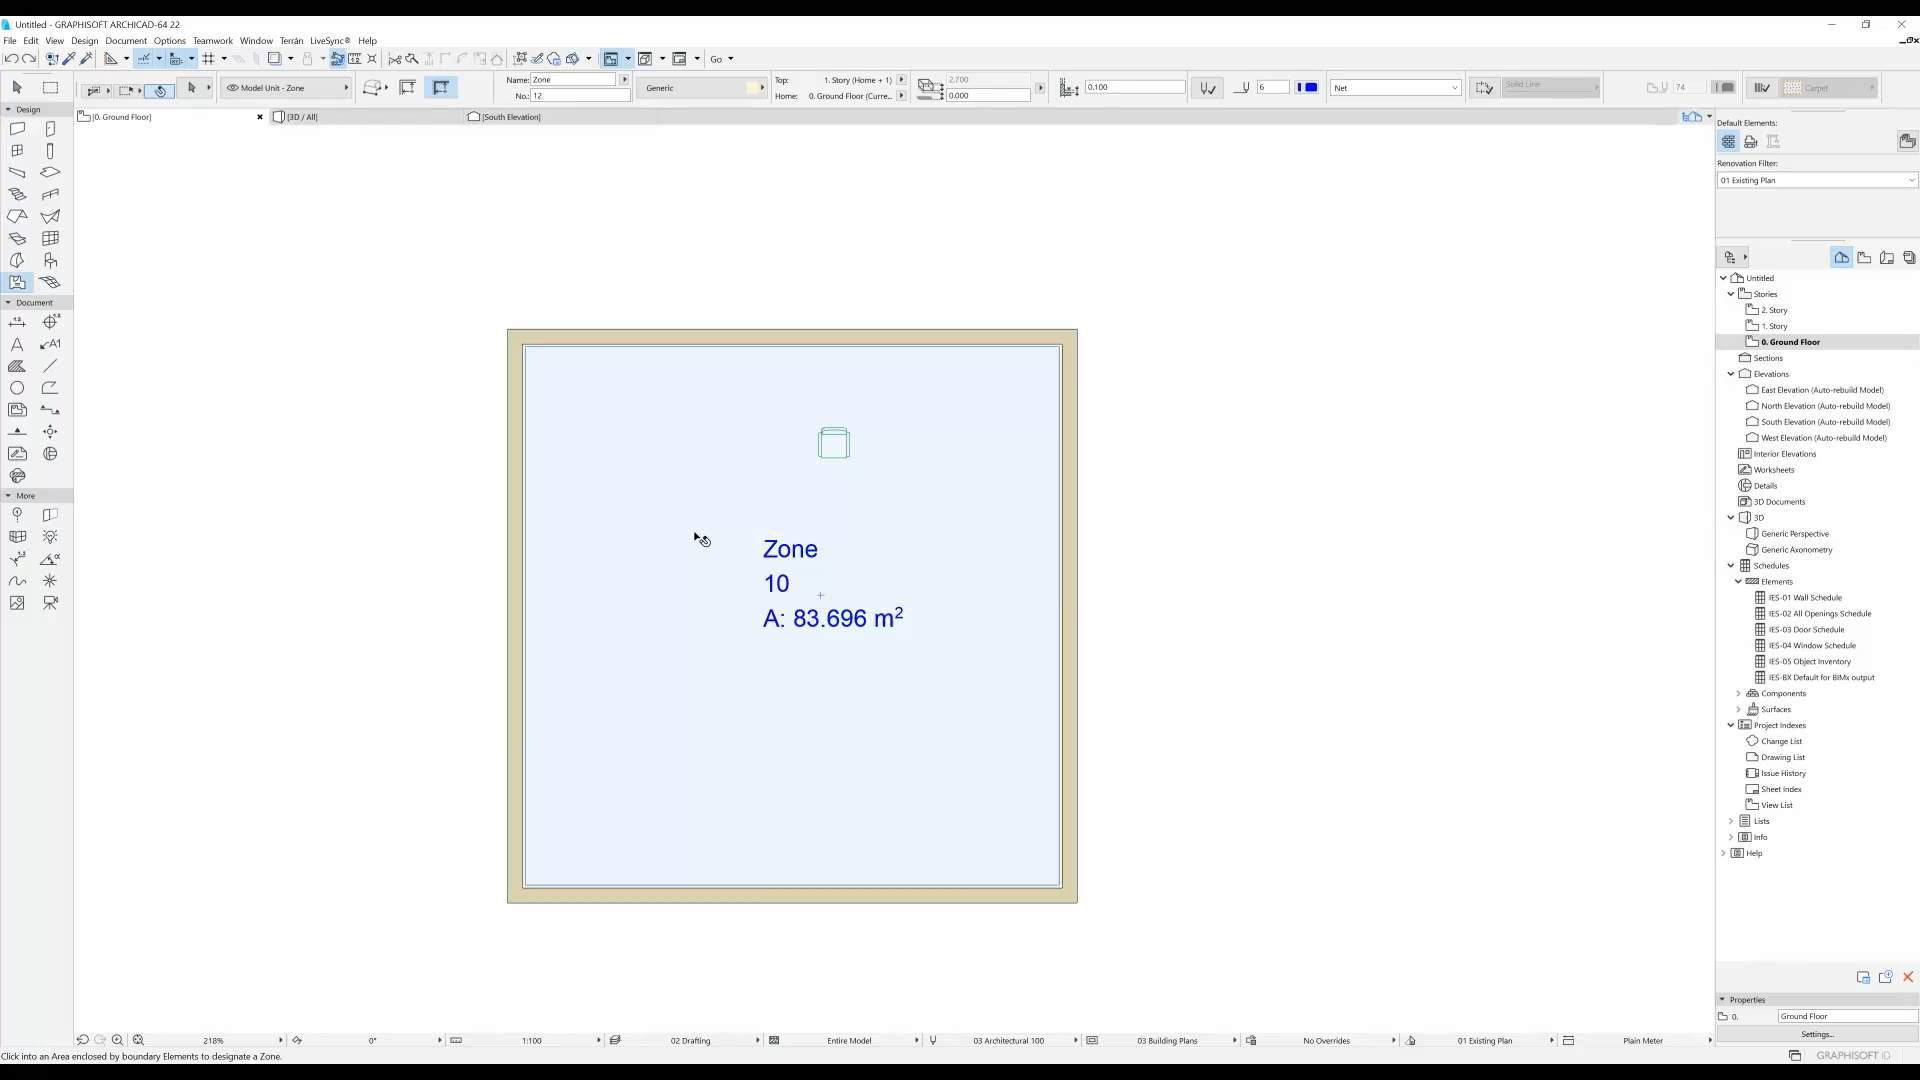 Untitled - GRAPHISOFT ARCHICAD-64 22
File Edit View Design Document Options Teamwork Window Terrán LiveSync® Help
Go
Model Unit - Zone
Name: Zone
No.: 12
Generic
Top: 1. Story (Home + 1)
Home: 0. Ground Floor (Curre...
2.700
0.000
0.100
6
Net
Solid Line
74
Carpet
[0. Ground Floor]
[3D / All]
[South Elevation]
Design
Document
More
Zone
10
A: 83.696 m²
Default Elements:
Renovation Filter:
01 Existing Plan
Untitled
Stories
2. Story
1. Story
0. Ground Floor
Sections
Elevations
East Elevation (Auto-rebuild Model)
North Elevation (Auto-rebuild Model)
South Elevation (Auto-rebuild Model)
West Elevation (Auto-rebuild Model)
Interior Elevations
Worksheets
Details
3D Documents
3D
Generic Perspective
Generic Axonometry
Schedules
Elements
IES-01 Wall Schedule
IES-02 All Openings Schedule
IES-03 Door Schedule
IES-04 Window Schedule
IES-05 Object Inventory
IES-BX Default for BIMx output
Components
Surfaces
Project Indexes
Change List
Drawing List
Issue History
Sheet Index
View List
Lists
Info
Help
Properties
0. Ground Floor
Settings...
218% 0° 1:100 02 Drafting Entire Model 03 Architectural 100 03 Building Plans No Overrides 01 Existing Plan Plain Meter
Click into an Area enclosed by boundary Elements to designate a Zone.
GRAPHISOFT ID